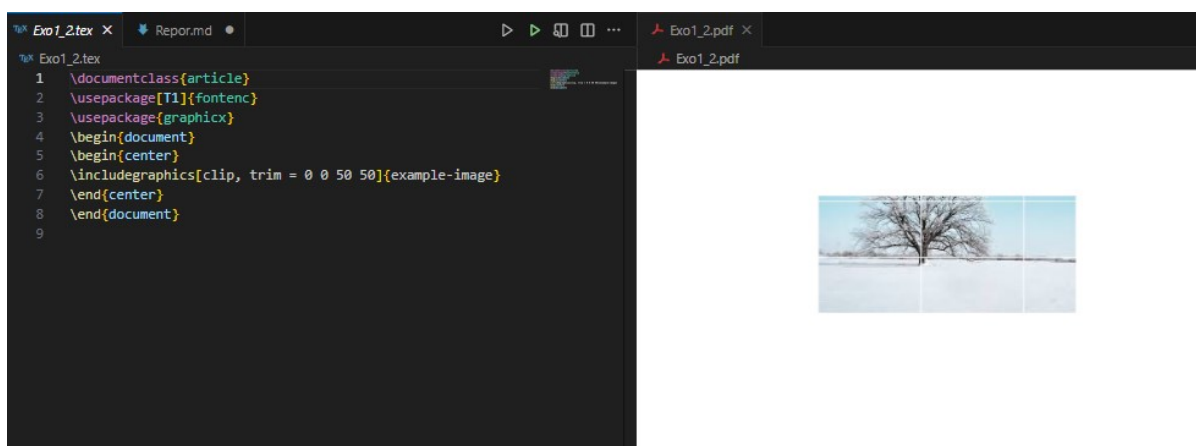 TEX Exo1_2.tex × Repor.md
Exo1_2.pdf ×
TEX Exo1_2.tex
Exo1_2.pdf
1 \documentclass{article}
2 \usepackage[T1]{fontenc}
3 \usepackage{graphicx}
4 \begin{document}
5 \begin{center}
6 \includegraphics[clip, trim = 0 0 50 50]{example-image}
7 \end{center}
8 \end{document}
9